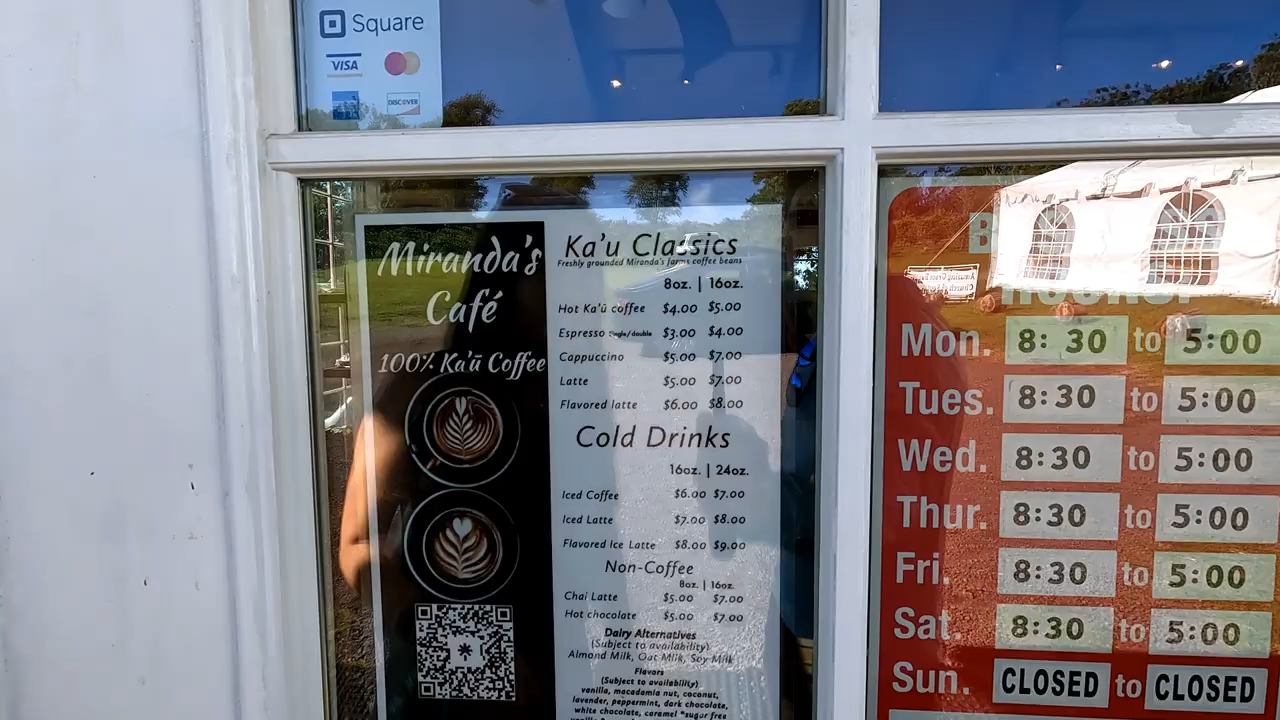 Square
VISA
DISCOVER
Miranda's
Café
100% Ka'ū Coffee
Ka'u Classics
Freshly grounded Miranda's farms coffee beans
8oz. | 16oz.
Hot Ka'ū coffee $4.00 $5.00
Espresso single/double $3.00 $4.00
Cappuccino $5.00 $7.00
Latte $5.00 $7.00
Flavored latte $6.00 $8.00
Cold Drinks
16oz. | 24oz.
Iced Coffee $6.00 $7.00
Iced Latte $7.00 $8.00
Flavored Ice Latte $8.00 $9.00
Non-Coffee
8oz. | 16oz.
Chai Latte $5.00 $7.00
Hot chocolate $5.00 $7.00
Dairy Alternatives
(Subject to availability)
Almond Milk, Oat Milk, Soy Milk
Flavors
(Subject to availability)
vanilla, macadamia nut, coconut,
lavender, peppermint, dark chocolate,
white chocolate, caramel *sugar free
Mon. 8: 30 to 5:00
Tues. 8:30 to 5:00
Wed. 8:30 to 5:00
Thur. 8:30 to 5:00
Fri. 8:30 to 5:00
Sat. 8:30 to 5:00
Sun. CLOSED to CLOSED